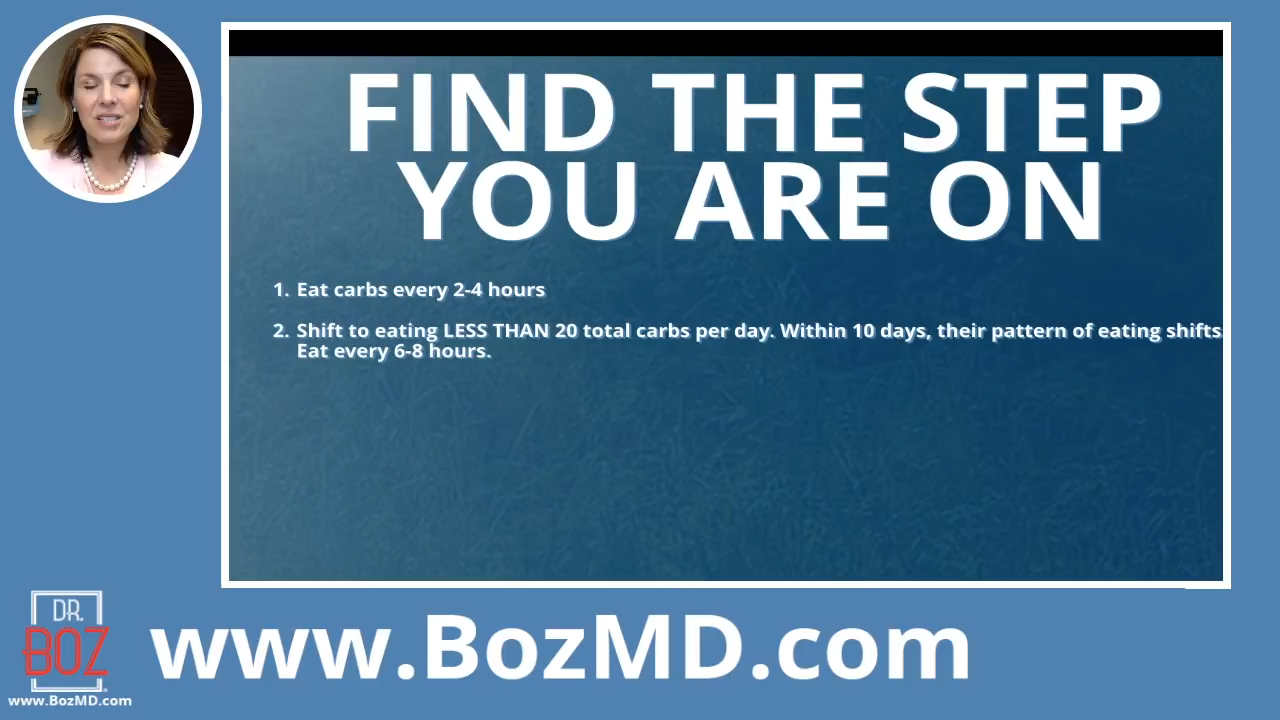 FIND THE STEP
YOU ARE ON
1. Eat carbs every 2-4 hours
2. Shift to eating LESS THAN 20 total carbs per day. Within 10 days, their pattern of eating shifts.
Eat every 6-8 hours.
DR.
BOZ
www.BozMD.com
www.BozMD.com